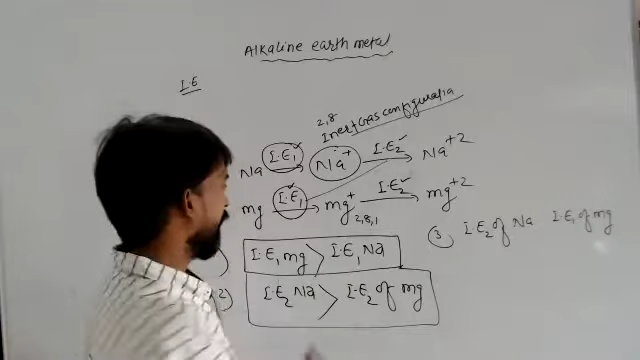 Alkaline earth metal
I.E
2,8
Inert Gas configuratio
Na I.E₁ Na⁺ I.E₂ Na⁺²
mg I.E₁ mg⁺ I.E₂ mg⁺²
2,8,1
) I.E₁ mg > I.E₁ Na
2) I.E₂ Na > I.E₂ of mg
3) I.E₂ of Na I.E₁ of mg